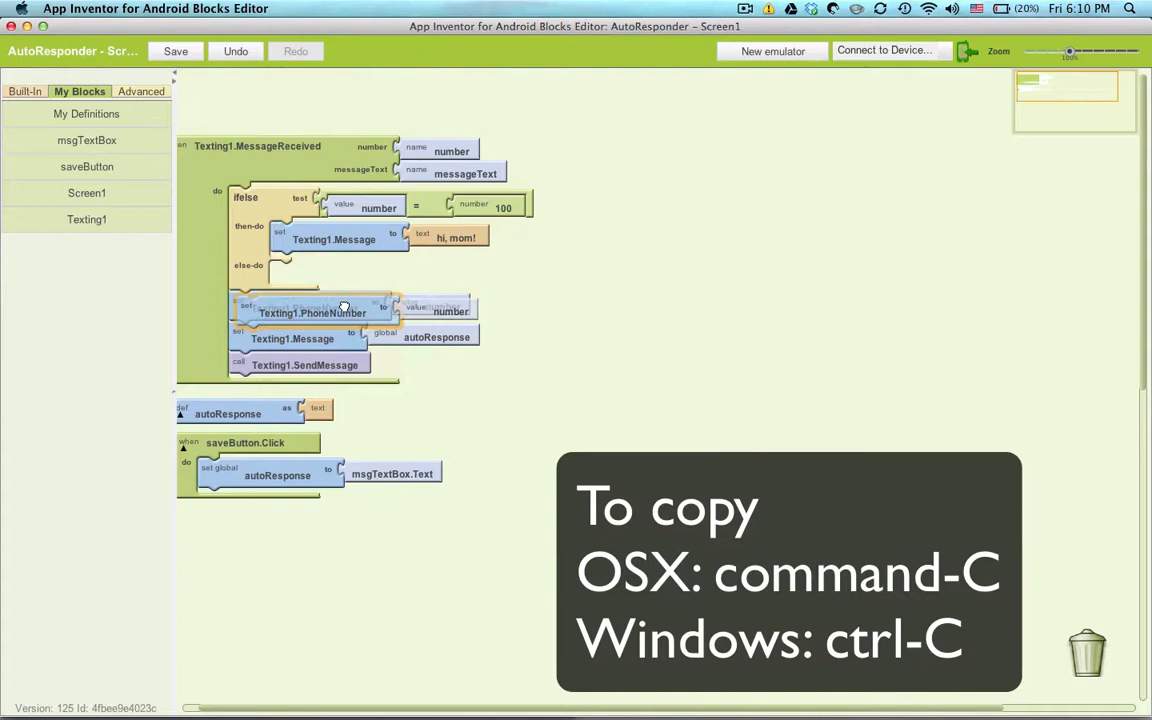 App Inventor for Android Blocks Editor (20%) Fri 6:10 PM
App Inventor for Android Blocks Editor: AutoResponder – Screen1
AutoResponder - Scr... Save Undo Redo New emulator Connect to Device... Zoom
100%
Built-In My Blocks Advanced
My Definitions
msgTextBox
saveButton
Screen1
Texting1
Texting1.MessageReceived number name number
messageText name messageText
do
ifelse test value number = number 100
then-do set Texting1.Message to text hi, mom!
else-do
set Texting1.PhoneNumber to value number
set Texting1.Message to global autoResponse
call Texting1.SendMessage
def autoResponse as text
when saveButton.Click
do set global autoResponse to msgTextBox.Text
To copy
OSX: command-C
Windows: ctrl-C
Version: 125 Id: 4fbee9e4023c